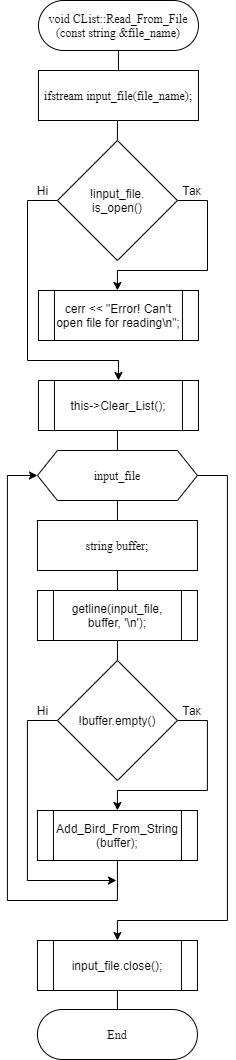 void CList::Read_From_File
(const string &file_name)
ifstream input_file(file_name);
Ні
!input_file.
is_open()
Так
cerr << "Error! Can't
open file for reading\n";
this->Clear_List();
input_file
string buffer;
getline(input_file,
buffer, '\n');
Ні
!buffer.empty()
Так
Add_Bird_From_String
(buffer);
input_file.close();
End